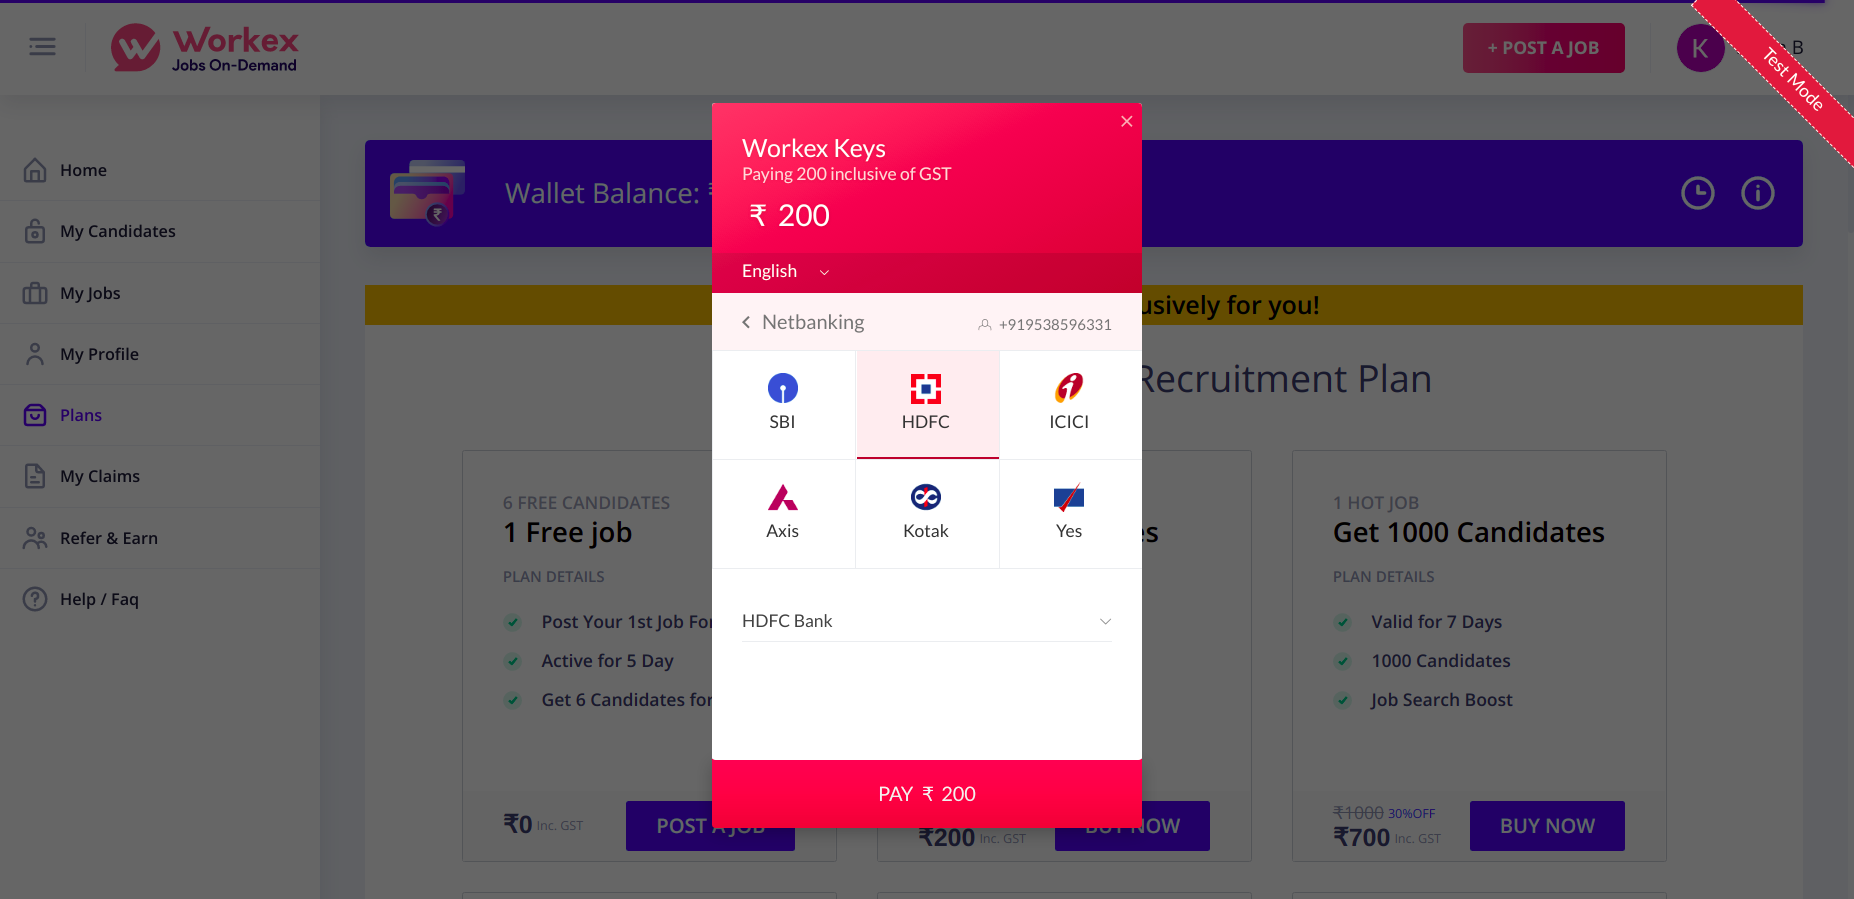 Workex
Jobs On-Demand
+ POST A JOB
K
B
Test Mode
Home
My Candidates
My Jobs
My Profile
Plans
My Claims
Refer & Earn
Help / Faq
Wallet Balance:
usively for you!
Recruitment Plan
Workex Keys
Paying 200 inclusive of GST
₹ 200
English
Netbanking
+919538596331
SBI
HDFC
ICICI
Axis
Kotak
Yes
HDFC Bank
PAY ₹ 200
6 FREE CANDIDATES
1 Free job
PLAN DETAILS
Post Your 1st Job For
Active for 5 Day
Get 6 Candidates for
₹0 Inc. GST
POST A JOB
es
₹200 Inc. GST
BUY NOW
1 HOT JOB
Get 1000 Candidates
PLAN DETAILS
Valid for 7 Days
1000 Candidates
Job Search Boost
₹1000 30%OFF
₹700 Inc. GST
BUY NOW